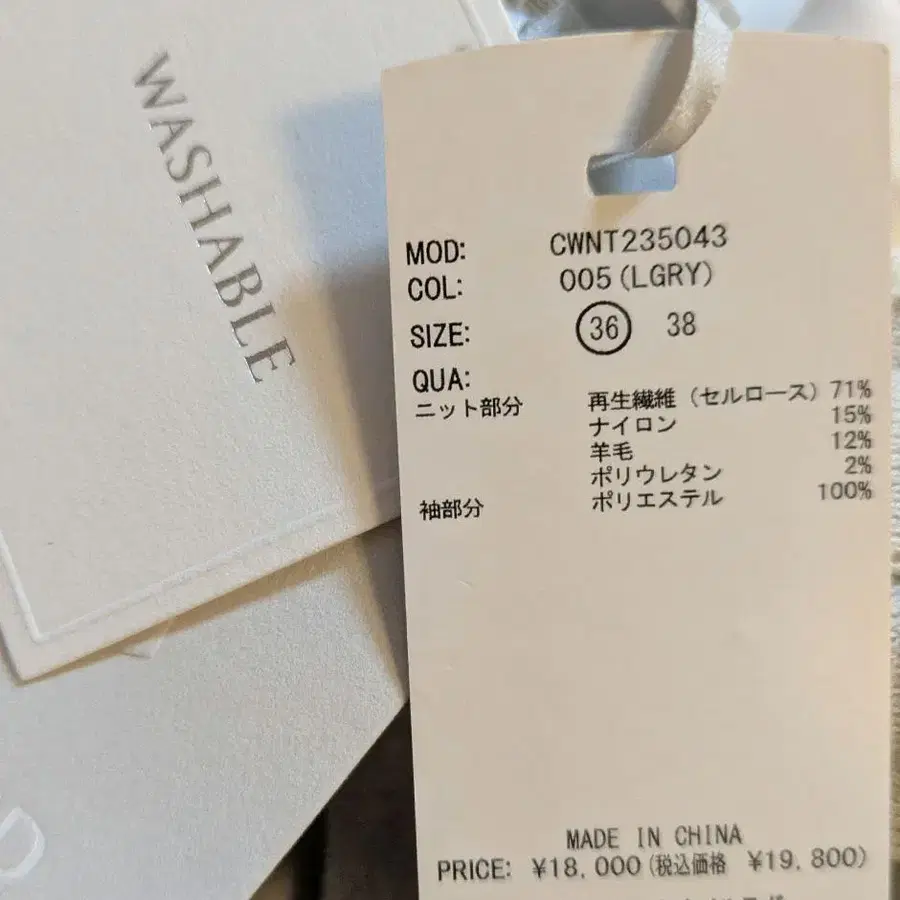 WASHABLE
MOD: CWNT235043
COL: 005(LGRY)
SIZE: 36 38
QUA:
ニット部分 再生繊維(セルロース) 71%
ナイロン 15%
羊毛 12%
ポリウレタン 2%
袖部分 ポリエステル 100%
MADE IN CHINA
PRICE: ¥18,000(税込価格 ¥19,800)